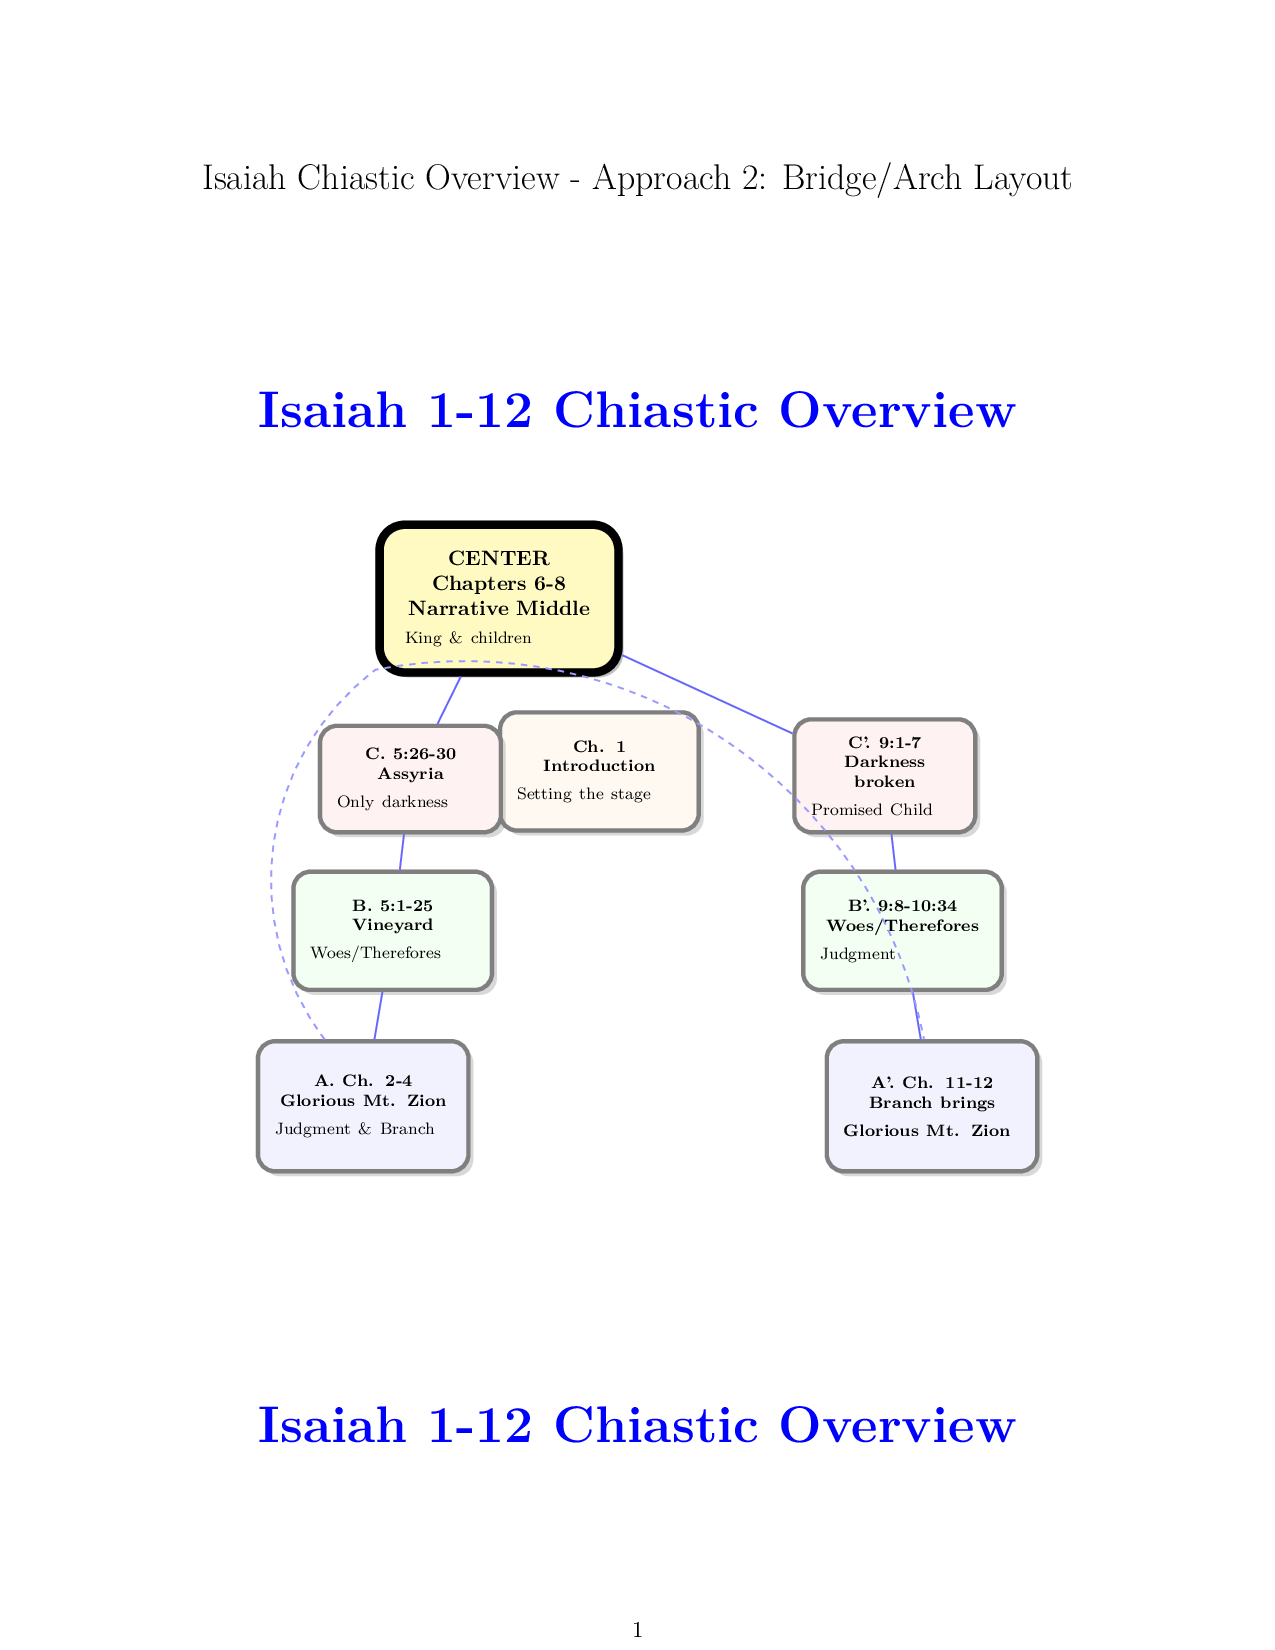 Isaiah Chiastic Overview - Approach 2: Bridge/Arch Layout
Isaiah 1-12 Chiastic Overview
CENTER
Chapters 6-8
Narrative Middle
King & children
C. 5:26-30
Assyria
Only darkness
Ch. 1
Introduction
Setting the stage
C'. 9:1-7
Darkness
broken
Promised Child
B. 5:1-25
Vineyard
Woes/Therefores
B'. 9:8-10:34
Woes/Therefores
Judgment
A. Ch. 2-4
Glorious Mt. Zion
Judgment & Branch
A'. Ch. 11-12
Branch brings
Glorious Mt. Zion
Isaiah 1-12 Chiastic Overview
1